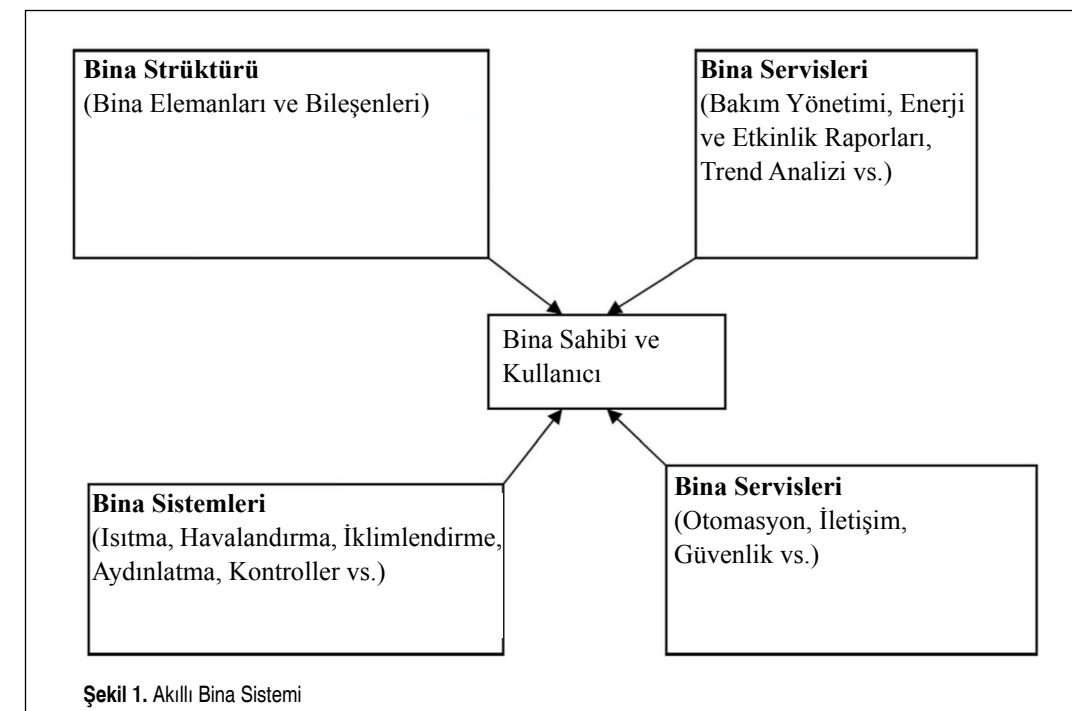 Bina Strüktürü
(Bina Elemanları ve Bileşenleri)
Bina Servisleri
(Bakım Yönetimi, Enerji
ve Etkinlik Raporları,
Trend Analizi vs.)
Bina Sahibi ve
Kullanıcı
Bina Sistemleri
(Isıtma, Havalandırma, İklimlendirme,
Aydınlatma, Kontroller vs.)
Bina Servisleri
(Otomasyon, İletişim,
Güvenlik vs.)
Şekil 1. Akıllı Bina Sistemi